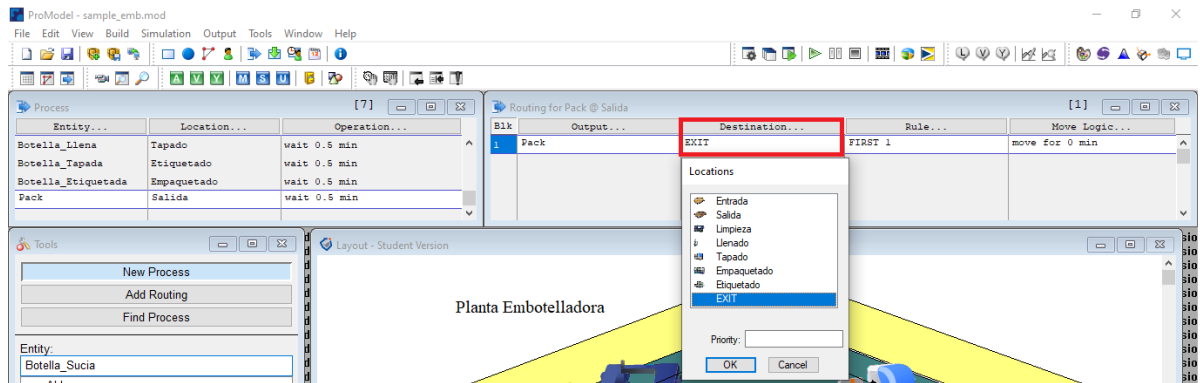 ProModel - sample_emb.mod
File Edit View Build Simulation Output Tools Window Help
Process [7]
Entity... Location... Operation...
Botella_Llena Tapado wait 0.5 min
Botella_Tapada Etiquetado wait 0.5 min
Botella_Etiquetada Empaquetado wait 0.5 min
Pack Salida wait 0.5 min
Routing for Pack @ Salida [1]
Blk Output... Destination... Rule... Move Logic...
1 Pack EXIT FIRST 1 move for 0 min
Locations
Entrada
Salida
Limpieza
Llenado
Tapado
Empaquetado
Etiquetado
EXIT
Priority:
OK Cancel
Tools
New Process
Add Routing
Find Process
Entity:
Botella_Sucia
Layout - Student Version
Planta Embotelladora